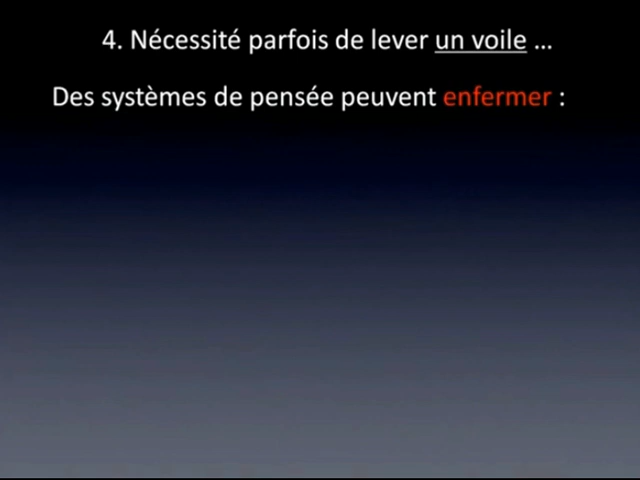 4. Nécessité parfois de lever un voile ...
Des systèmes de pensée peuvent enfermer :